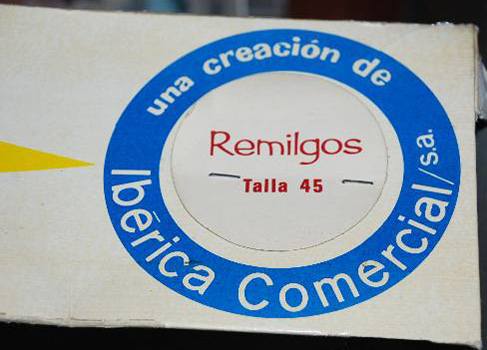 una creación de
Remilgos
Talla 45
Ibérica Comercial/s.a.